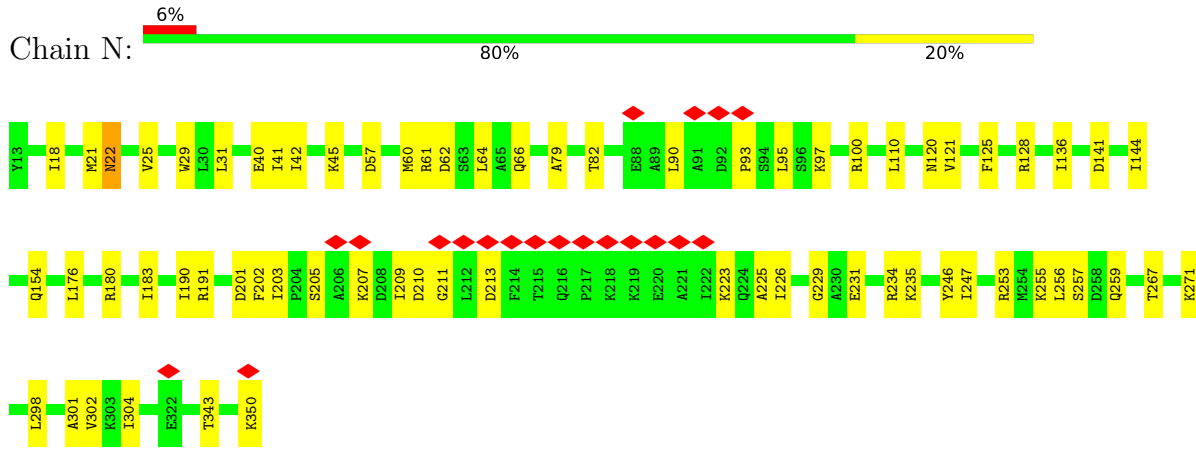 6%
Chain N:
80% 20%
Y13 I18 M21 N22 V25 W29 L30 L31 E40 I41 I42 K45 D57 M60 R61 D62 S63 L64 A65 Q66 A79 T82 E88 A89 L90 A91 D92 P93 S94 L95 S96 K97 R100 L110 N120 V121 F125 R128 I136 D141 I144
Q154 L176 R180 I183 I190 R191 D201 F202 I203 P204 S205 A206 K207 D208 I209 D210 G211 L212 D213 F214 T215 Q216 P217 K218 K219 E220 A221 I222 K223 Q224 A225 I226 G229 A230 E231 R234 K235 Y246 I247 R253 M254 K255 L256 S257 D258 Q259 T267 K271
L298 A301 V302 K303 I304 E322 T343 K350